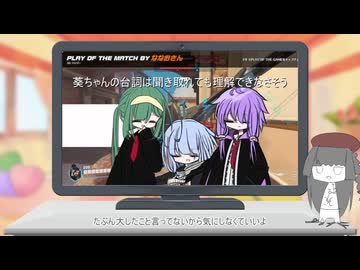 PLAY OF THE MATCH BY ななおさん
葵ちゃんの台詞は聞き取れても理解できなさそう
たぶん大したこと言ってないから気にしなくていいよ